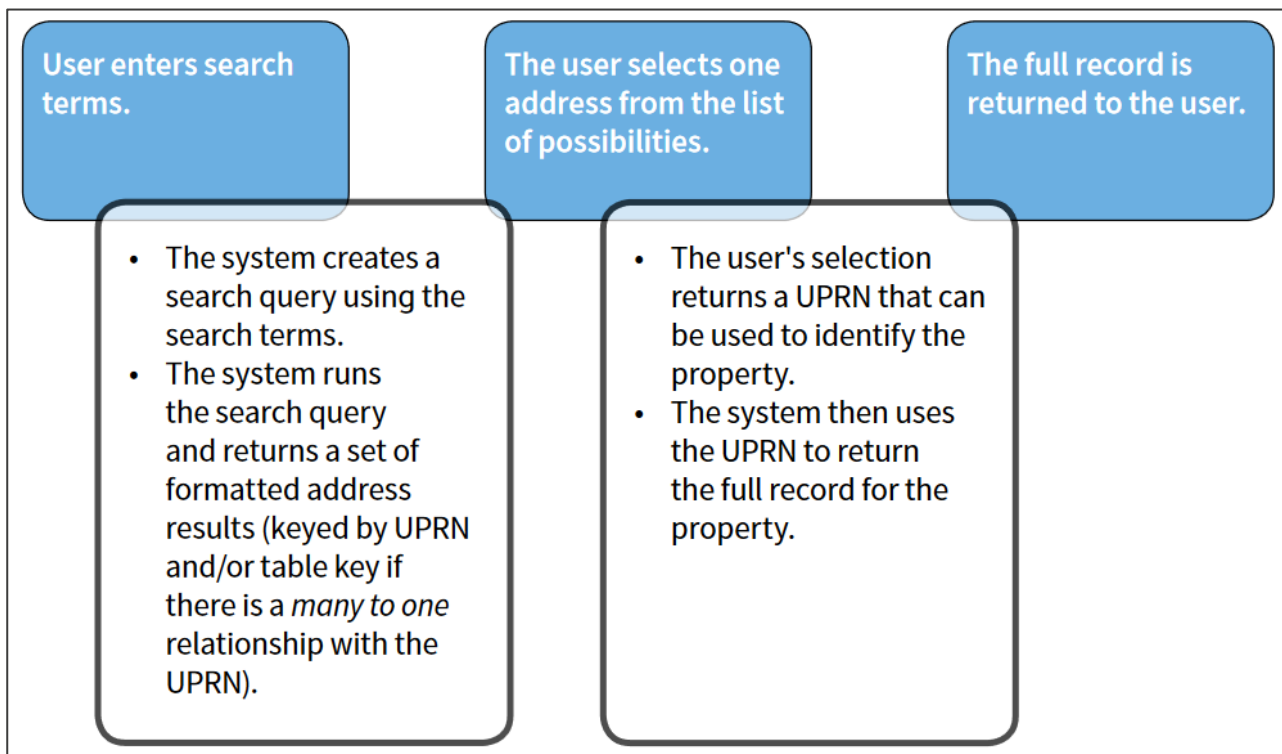 User enters search
terms.
• The system creates a
search query using the
search terms.
• The system runs
the search query
and returns a set of
formatted address
results (keyed by UPRN
and/or table key if
there is a many to one
relationship with the
UPRN).
The user selects one
address from the list
of possibilities.
• The user's selection
returns a UPRN that can
be used to identify the
property.
• The system then uses
the UPRN to return
the full record for the
property.
The full record is
returned to the user.